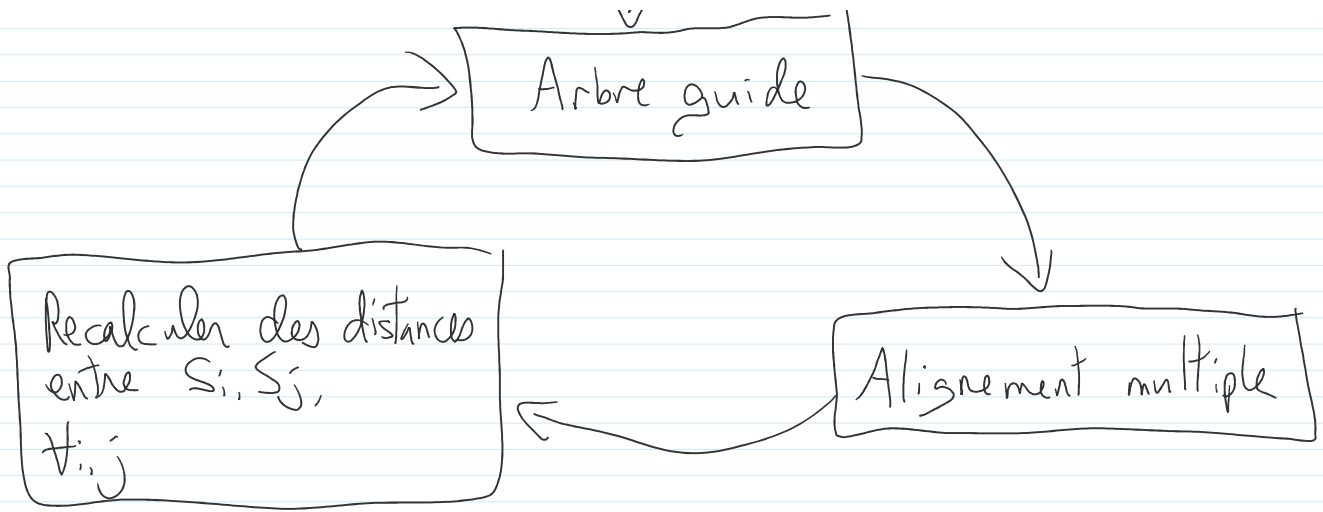 Arbre guide
Recalculer des distances
entre Si, Sj,
∀i,j
Alignement multiple